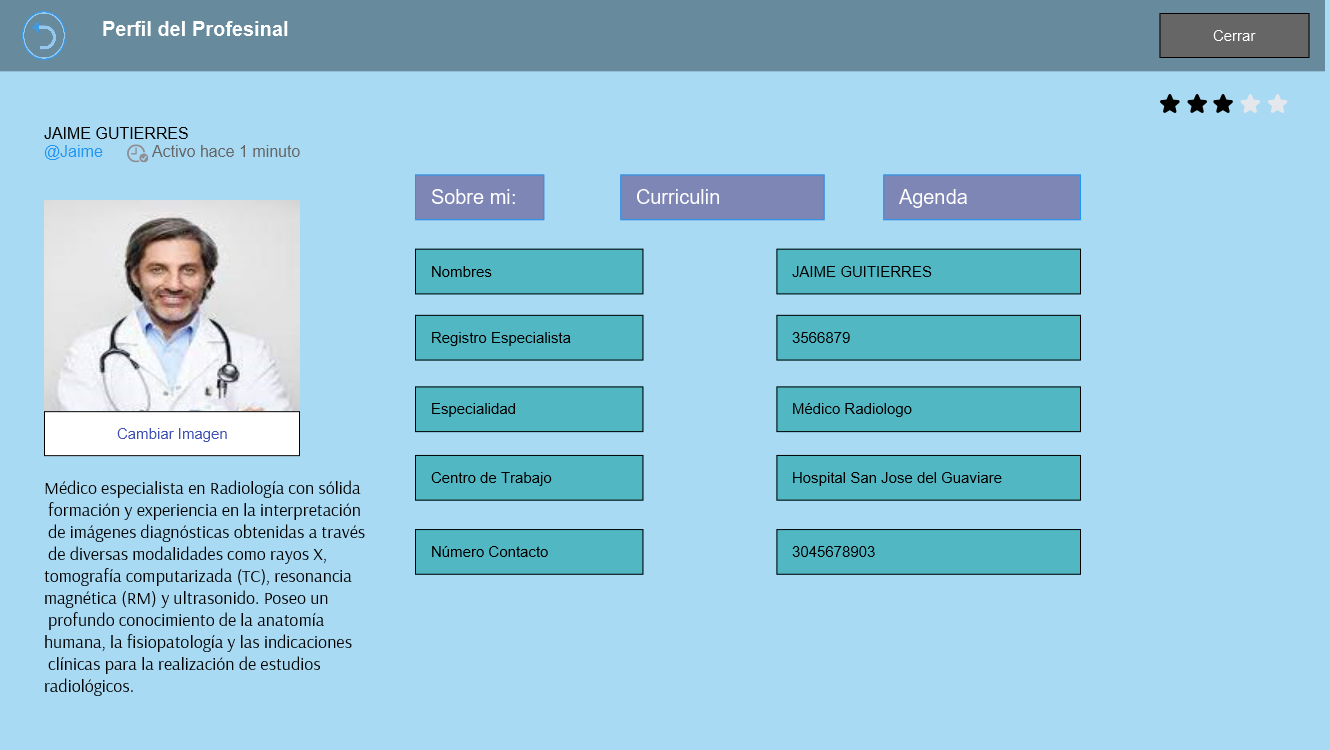 Perfil del Profesinal
Cerrar
JAIME GUTIERRES
@Jaime Activo hace 1 minuto
Sobre mi: Curriculin Agenda
Nombres JAIME GUITIERRES
Registro Especialista 3566879
Especialidad Médico Radiologo
Centro de Trabajo Hospital San Jose del Guaviare
Número Contacto 3045678903
Cambiar Imagen
Médico especialista en Radiología con sólida
formación y experiencia en la interpretación
de imágenes diagnósticas obtenidas a través
de diversas modalidades como rayos X,
tomografía computarizada (TC), resonancia
magnética (RM) y ultrasonido. Poseo un
profundo conocimiento de la anatomía
humana, la fisiopatología y las indicaciones
clínicas para la realización de estudios
radiológicos.